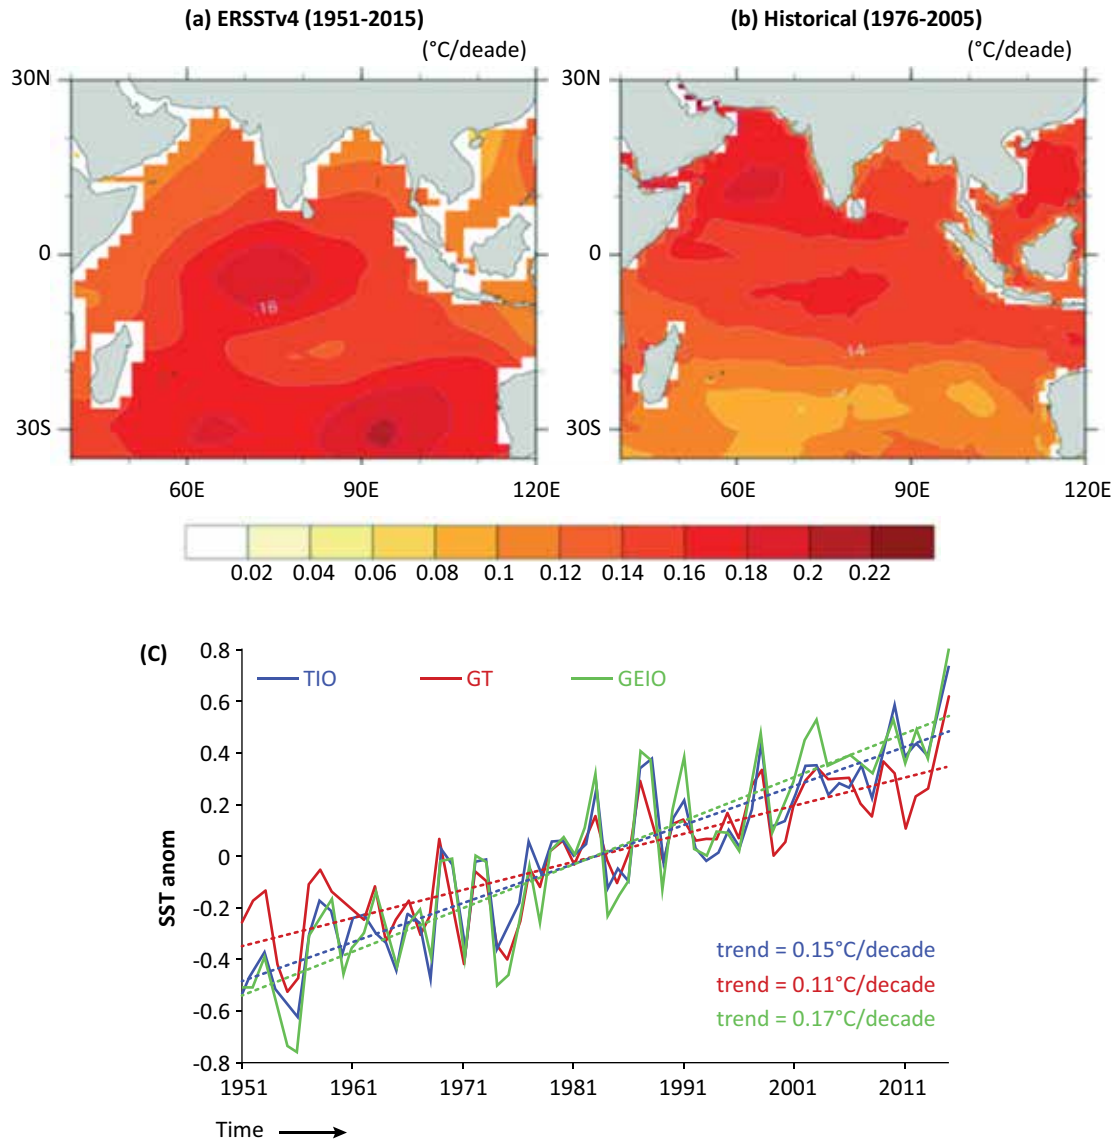 (a) ERSSTv4 (1951-2015)
(b) Historical (1976-2005)
(°C/deade)
(°C/deade)
30N
30N
0
0
.18
14
30S
30S
60E
90E
120E
60E
90E
120E
0.02
0.04
0.06
0.08
0.1
0.12
0.14
0.16
0.18
0.2
0.22
(C)
TIO
GT
GEIO
0.8
0.6
0.4
0.2
0
-0.2
-0.4
-0.6
-0.8
SST anom
trend = 0.15°C/decade
trend = 0.11°C/decade
trend = 0.17°C/decade
1951
1961
1971
1981
1991
2001
2011
Time